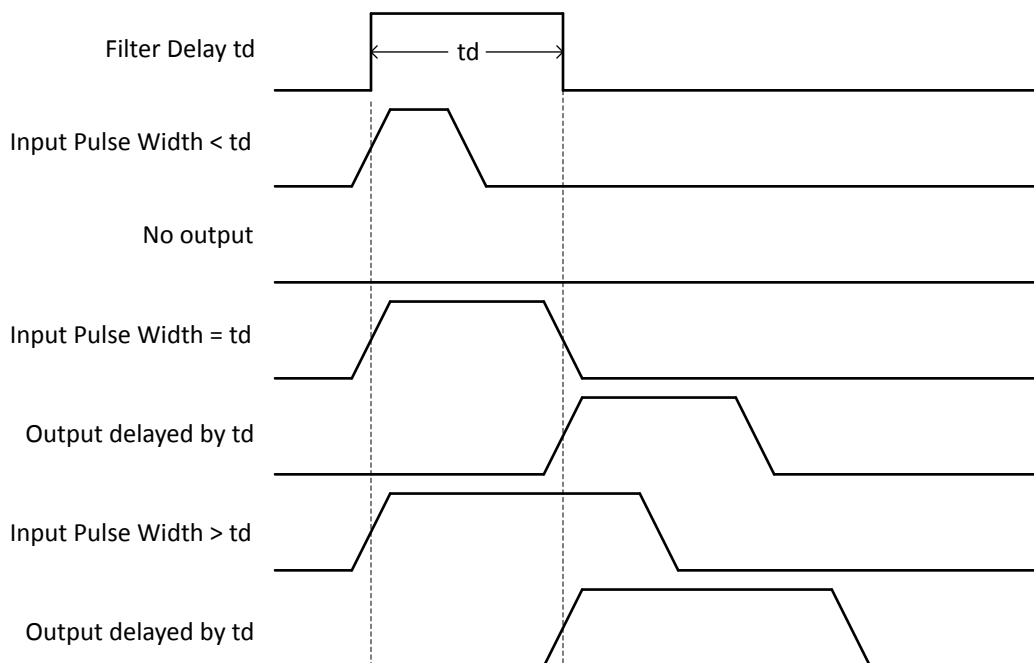 Filter Delay td
td
Input Pulse Width < td
No output
Input Pulse Width = td
Output delayed by td
Input Pulse Width > td
Output delayed by td